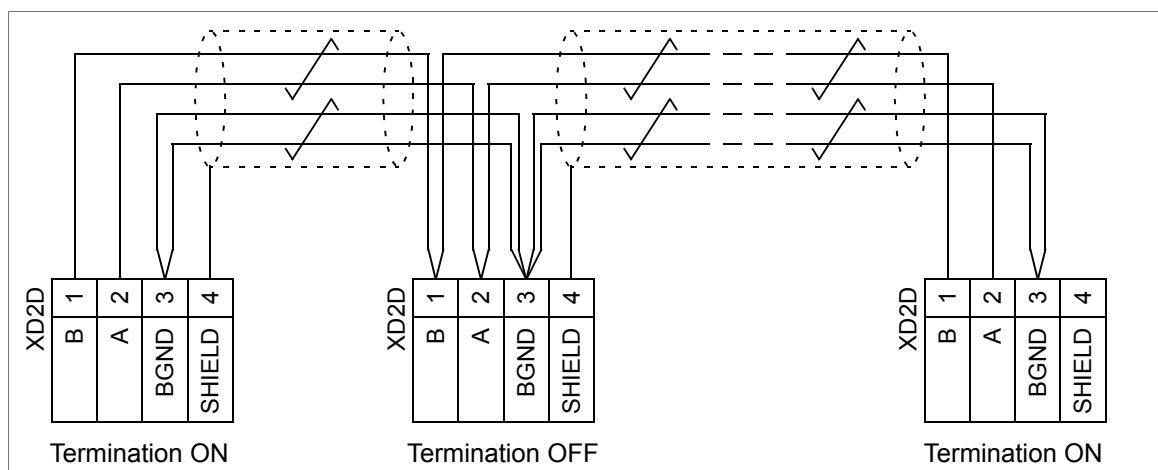 XD2D
1
2
3
4
B
A
BGND
SHIELD
Termination ON
XD2D
1
2
3
4
B
A
BGND
SHIELD
Termination OFF
XD2D
1
2
3
4
B
A
BGND
SHIELD
Termination ON